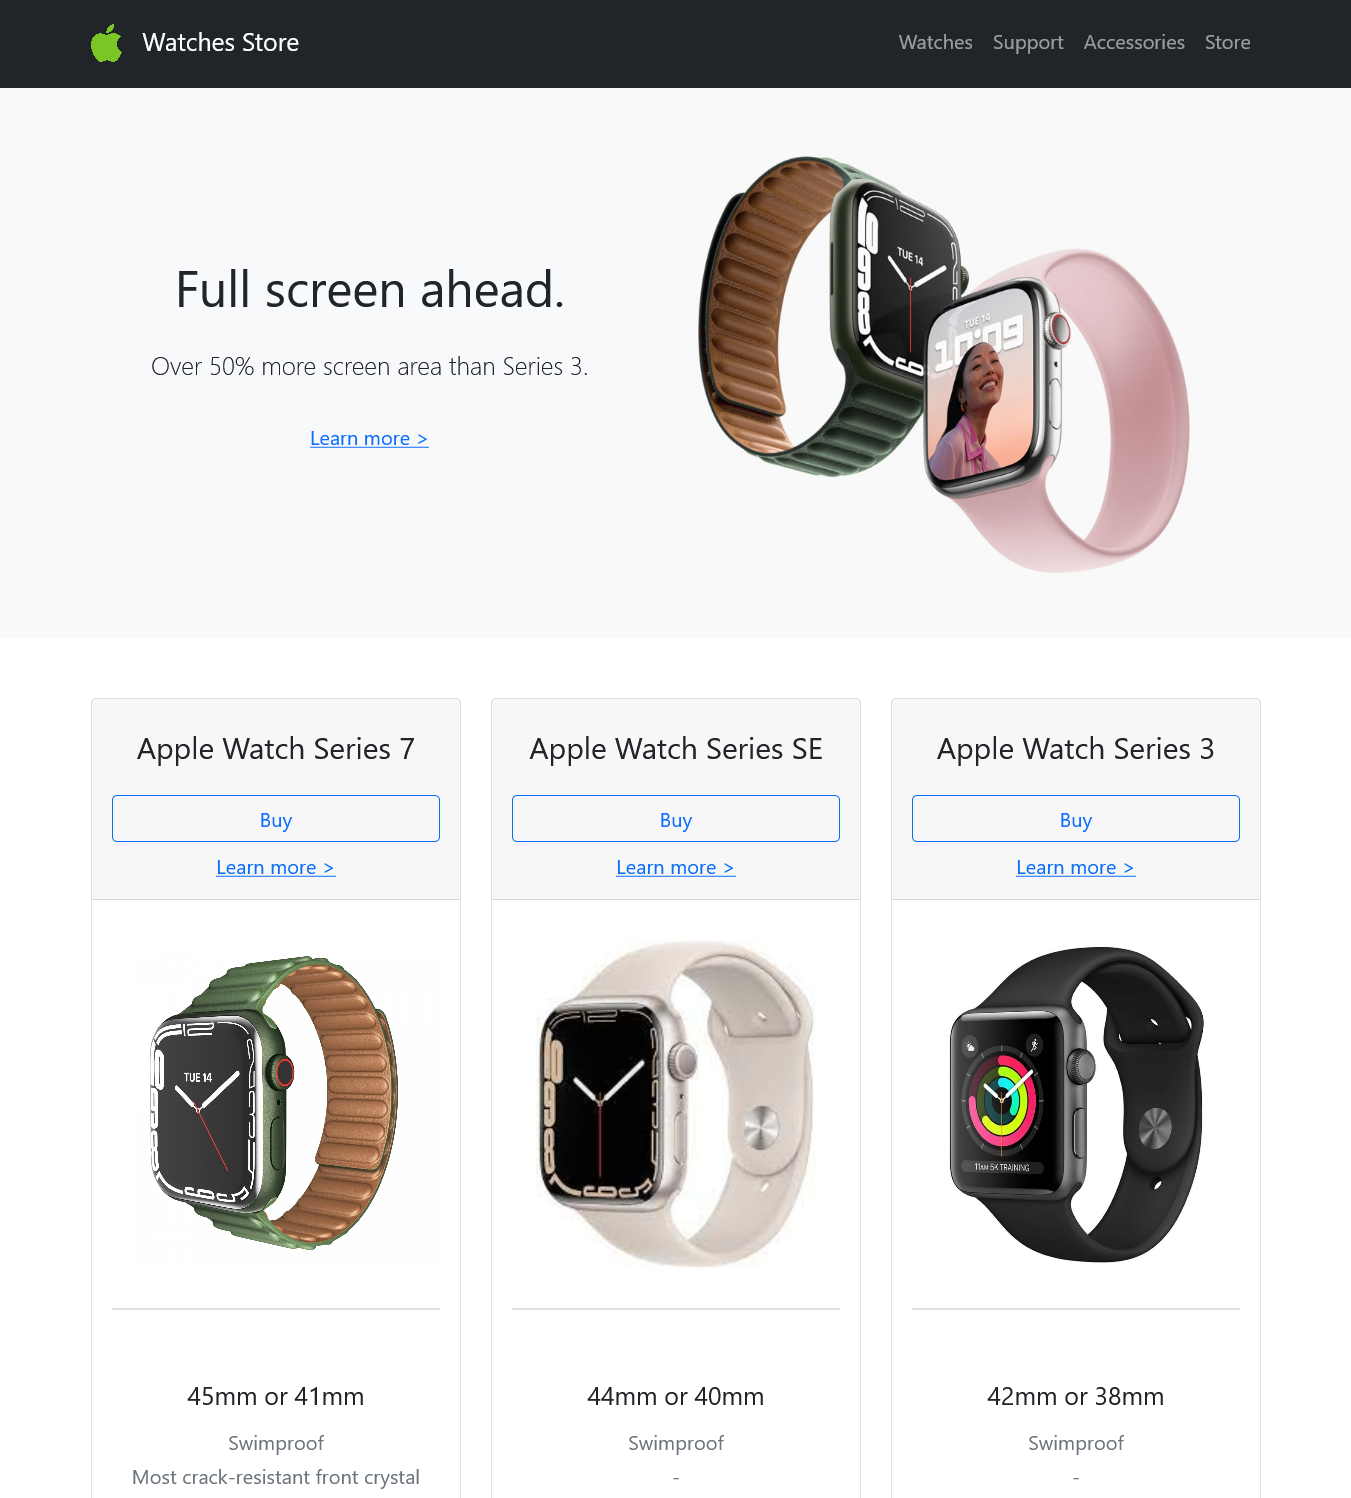 Watches Store
Watches Support Accessories Store
TUE 14
TUE 14
10:09
Full screen ahead.
Over 50% more screen area than Series 3.
Learn more >
Apple Watch Series 7
Buy
Learn more >
TUE 14
45mm or 41mm
Swimproof
Most crack-resistant front crystal
Apple Watch Series SE
Buy
Learn more >
44mm or 40mm
Swimproof
-
Apple Watch Series 3
Buy
Learn more >
11AM 5K TRAINING
42mm or 38mm
Swimproof
-